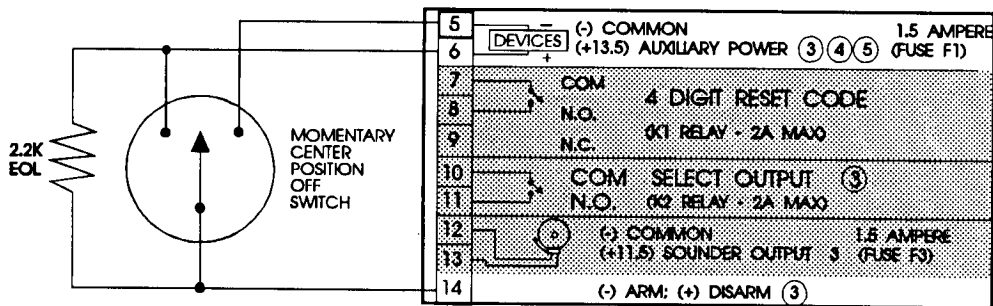 5
DEVICES
− (-) COMMON 1.5 AMPERE
6
+ (+13.5) AUXILIARY POWER 3 4 5 (FUSE F1)
7 COM
8 N.O.
4 DIGIT RESET CODE
9 N.C.
(K1 RELAY - 2A MAX)
10 COM SELECT OUTPUT 3
11 N.O. (K2 RELAY - 2A MAX)
12 (-) COMMON 1.5 AMPERE
13 (+11.5) SOUNDER OUTPUT 3 (FUSE F3)
14 (-) ARM; (+) DISARM 3
2.2K
EOL
MOMENTARY
CENTER
POSITION
OFF
SWITCH